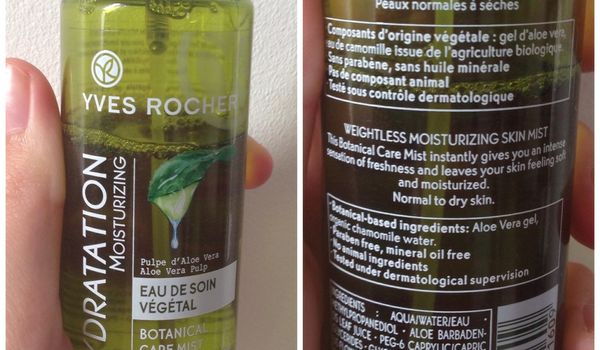 YVES ROCHER
HYDRATATION
MOISTURIZING
Pulpe d'Aloe Vera
Aloe Vera Pulp
EAU DE SOIN
VÉGÉTAL
BOTANICAL
CARE MIST
Peaux normales à sèches
Composants d'origine végétale : gel d'aloe vera,
eau de camomille issue de l'agriculture biologique.
Sans parabène, sans huile minérale
Pas de composant animal
Testé sous contrôle dermatologique
WEIGHTLESS MOISTURIZING SKIN MIST
This Botanical Care Mist instantly gives you an intense
sensation of freshness and leaves your skin feeling soft
and moisturized.
Normal to dry skin.
• Botanical-based ingredients: Aloe Vera gel,
organic chamomile water.
• Paraben free, mineral oil free
• No animal ingredients
• Tested under dermatological supervision
INGREDIENTS : AQUA/WATER/EAU •
METHYLPROPANEDIOL • ALOE BARBADEN-
SIS LEAF JUICE • PEG-6 CAPRYLIC/CAPRIC